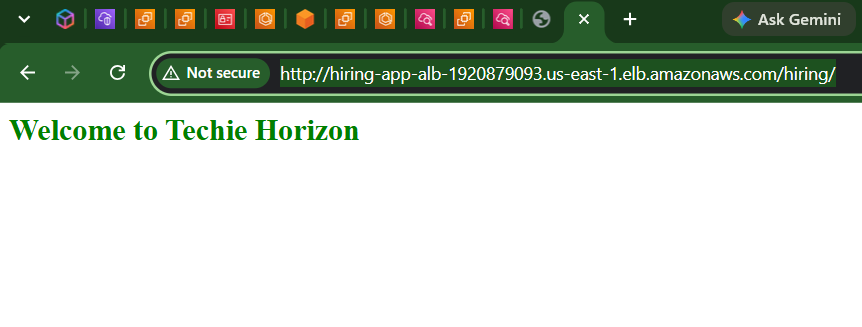 Ask Gemini
Not secure
http://hiring-app-alb-1920879093.us-east-1.elb.amazonaws.com/hiring/
Welcome to Techie Horizon